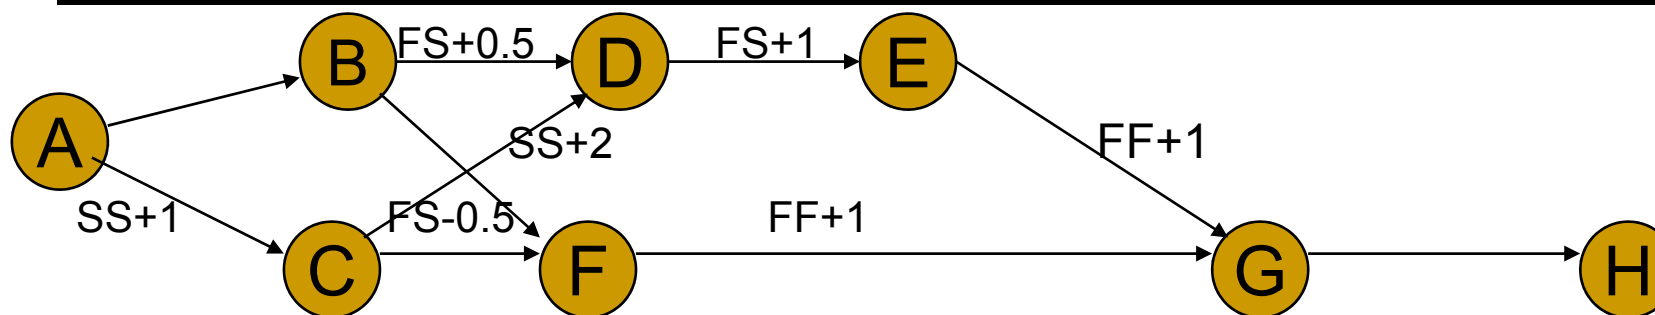 B FS+0.5 D FS+1 E
A SS+2 FF+1
SS+1 FS-0.5 FF+1
C F G H